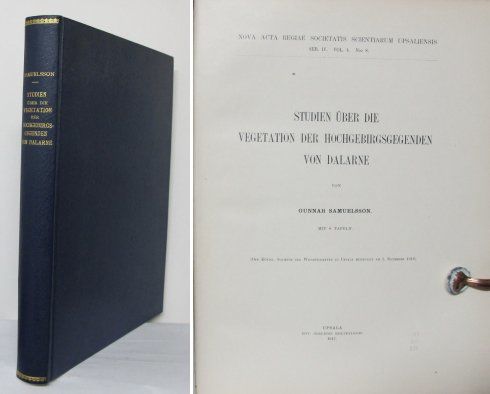 SAMUELSSON
STUDIEN
ÜBER DIE
VEGETATION
DER
HOCHGEBIRGS-
GEGENDEN
VON DALARNE
NOVA ACTA REGIAE SOCIETATIS SCIENTIARUM UPSALIENSIS
SER. IV. VOL. 4. N:o 8.
STUDIEN ÜBER DIE
VEGETATION DER HOCHGEBIRGSGEGENDEN
VON DALARNE
VON
GUNNAR SAMUELSSON.
MIT 8 TAFELN.
UPSALA
1917.